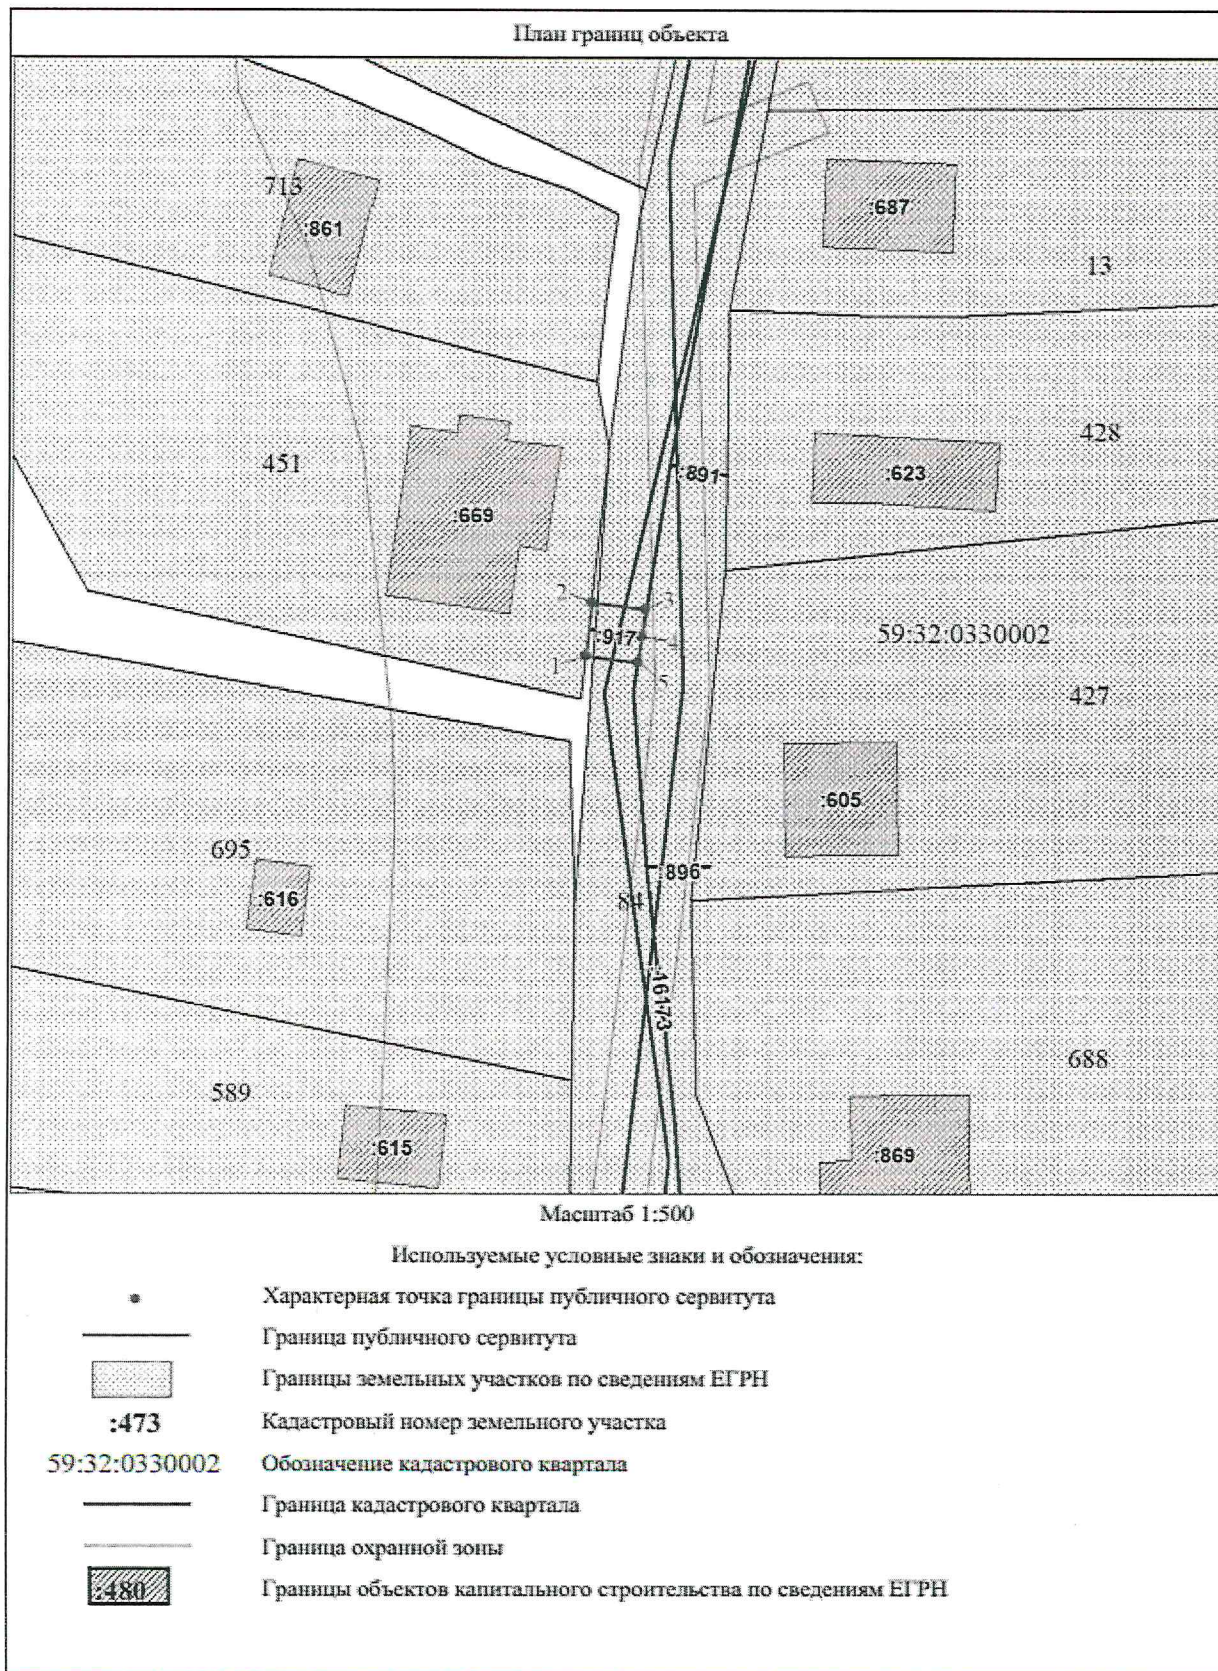 План границ объекта
713
:861
:687
13
451
:669
428
:623
:891
2
3
:917
4
1
5
59:32:0330002
427
:605
695
:616
:896
84
:16173
688
589
:615
:869
Масштаб 1:500
Используемые условные знаки и обозначения:
Характерная точка границы публичного сервитута
Граница публичного сервитута
Границы земельных участков по сведениям ЕГРН
:473 Кадастровый номер земельного участка
59:32:0330002 Обозначение кадастрового квартала
Граница кадастрового квартала
Граница охранной зоны
:480 Границы объектов капитального строительства по сведениям ЕГРН